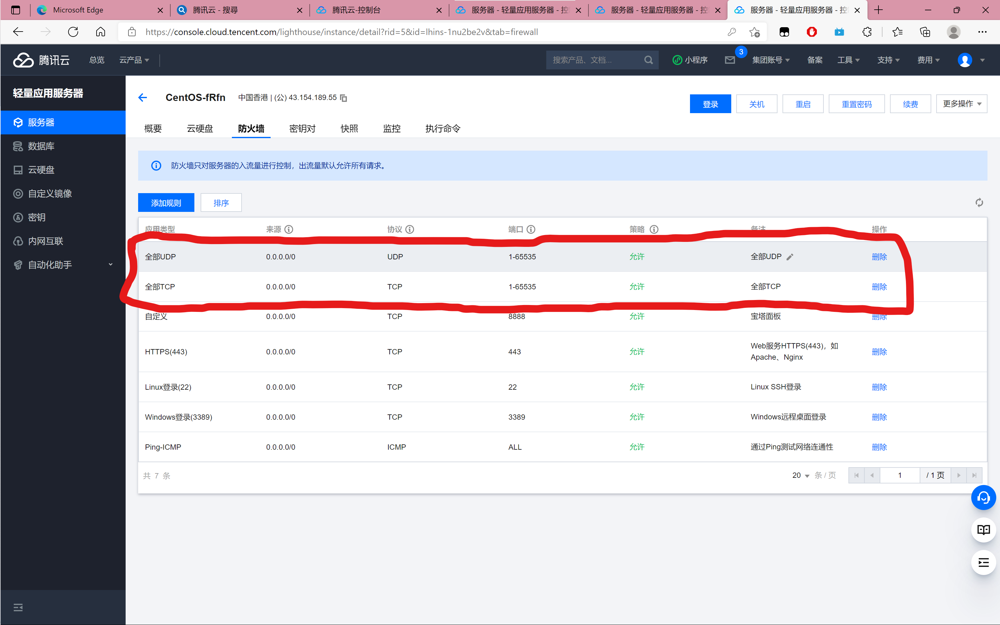 Microsoft Edge
腾讯云 - 搜尋
腾讯云-控制台
服务器 - 轻量应用服务器 - 控
服务器 - 轻量应用服务器 - 控
服务器 - 轻量应用服务器 - 控
https://console.cloud.tencent.com/lighthouse/instance/detail?rid=5&id=lhins-1nu2be2v&tab=firewall
腾讯云
总览
云产品
搜索产品、文档...
小程序
3
集团账号
备案
工具
支持
费用
轻量应用服务器
服务器
数据库
云硬盘
自定义镜像
密钥
内网互联
自动化助手
CentOS-fRfn
中国香港 | (公) 43.154.189.55
登录
关机
重启
重置密码
续费
更多操作
概要
云硬盘
防火墙
密钥对
快照
监控
执行命令
防火墙只对服务器的入流量进行控制，出流量默认允许所有请求。
添加规则
排序
应用类型 来源 协议 端口 策略 备注 操作
全部UDP 0.0.0.0/0 UDP 1-65535 允许 全部UDP 删除
全部TCP 0.0.0.0/0 TCP 1-65535 允许 全部TCP 删除
自定义 0.0.0.0/0 TCP 8888 允许 宝塔面板 删除
HTTPS(443) 0.0.0.0/0 TCP 443 允许 Web服务HTTPS(443)，如
Apache、Nginx 删除
Linux登录(22) 0.0.0.0/0 TCP 22 允许 Linux SSH登录 删除
Windows登录(3389) 0.0.0.0/0 TCP 3389 允许 Windows远程桌面登录 删除
Ping-ICMP 0.0.0.0/0 ICMP ALL 允许 通过Ping测试网络连通性 删除
共 7 条
20 条 / 页
1 / 1 页